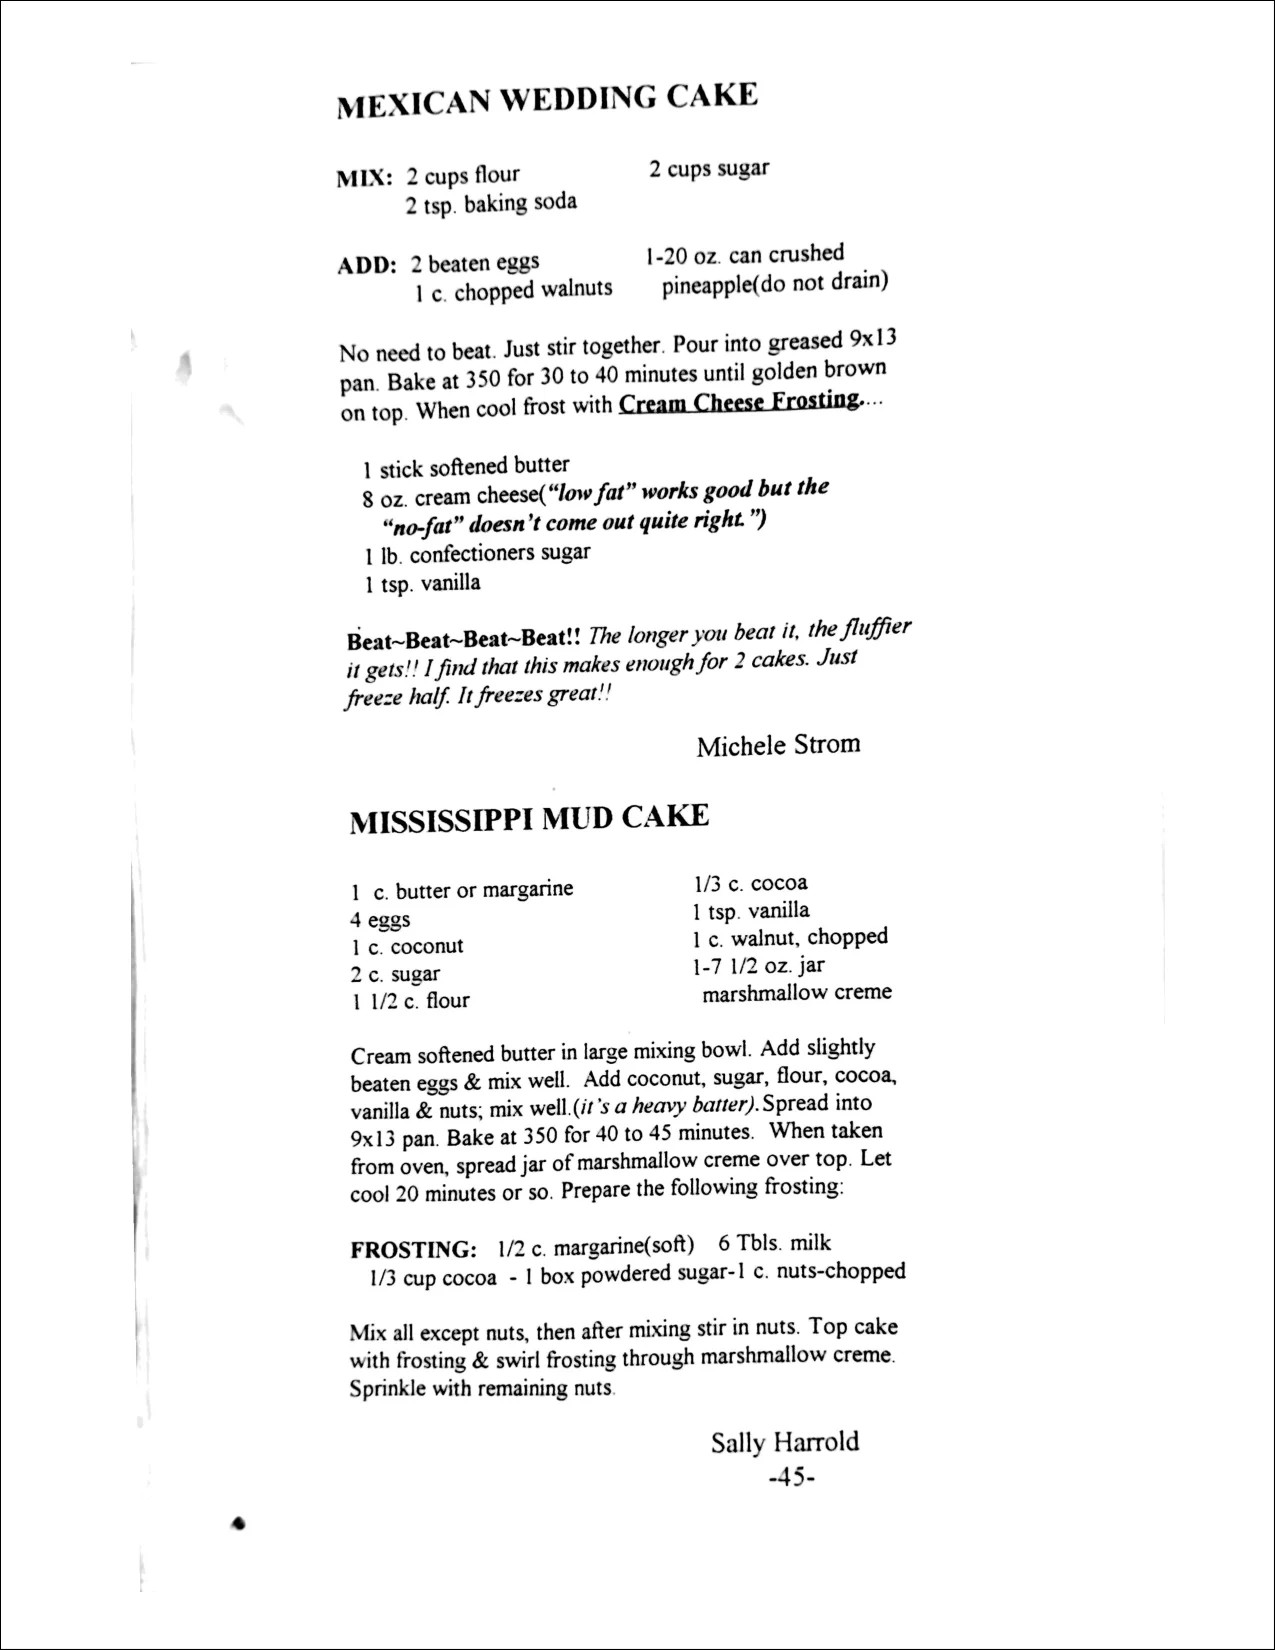 MEXICAN WEDDING CAKE
MIX: 2 cups flour 2 cups sugar
2 tsp. baking soda
ADD: 2 beaten eggs 1-20 oz. can crushed
1 c. chopped walnuts pineapple(do not drain)
No need to beat. Just stir together. Pour into greased 9x13
pan. Bake at 350 for 30 to 40 minutes until golden brown
on top. When cool frost with Cream Cheese Frosting....
1 stick softened butter
8 oz. cream cheese("low fat" works good but the
"no-fat" doesn't come out quite right.")
1 lb. confectioners sugar
1 tsp. vanilla
Beat~Beat~Beat~Beat!! The longer you beat it, the fluffier
it gets!! I find that this makes enough for 2 cakes. Just
freeze half. It freezes great!!
Michele Strom
MISSISSIPPI MUD CAKE
1 c. butter or margarine 1/3 c. cocoa
4 eggs 1 tsp. vanilla
1 c. coconut 1 c. walnut, chopped
2 c. sugar 1-7 1/2 oz. jar
1 1/2 c. flour marshmallow creme
Cream softened butter in large mixing bowl. Add slightly
beaten eggs & mix well. Add coconut, sugar, flour, cocoa,
vanilla & nuts; mix well.(it's a heavy batter). Spread into
9x13 pan. Bake at 350 for 40 to 45 minutes. When taken
from oven, spread jar of marshmallow creme over top. Let
cool 20 minutes or so. Prepare the following frosting:
FROSTING: 1/2 c. margarine(soft) 6 Tbls. milk
1/3 cup cocoa - 1 box powdered sugar-1 c. nuts-chopped
Mix all except nuts, then after mixing stir in nuts. Top cake
with frosting & swirl frosting through marshmallow creme.
Sprinkle with remaining nuts.
Sally Harrold
-45-